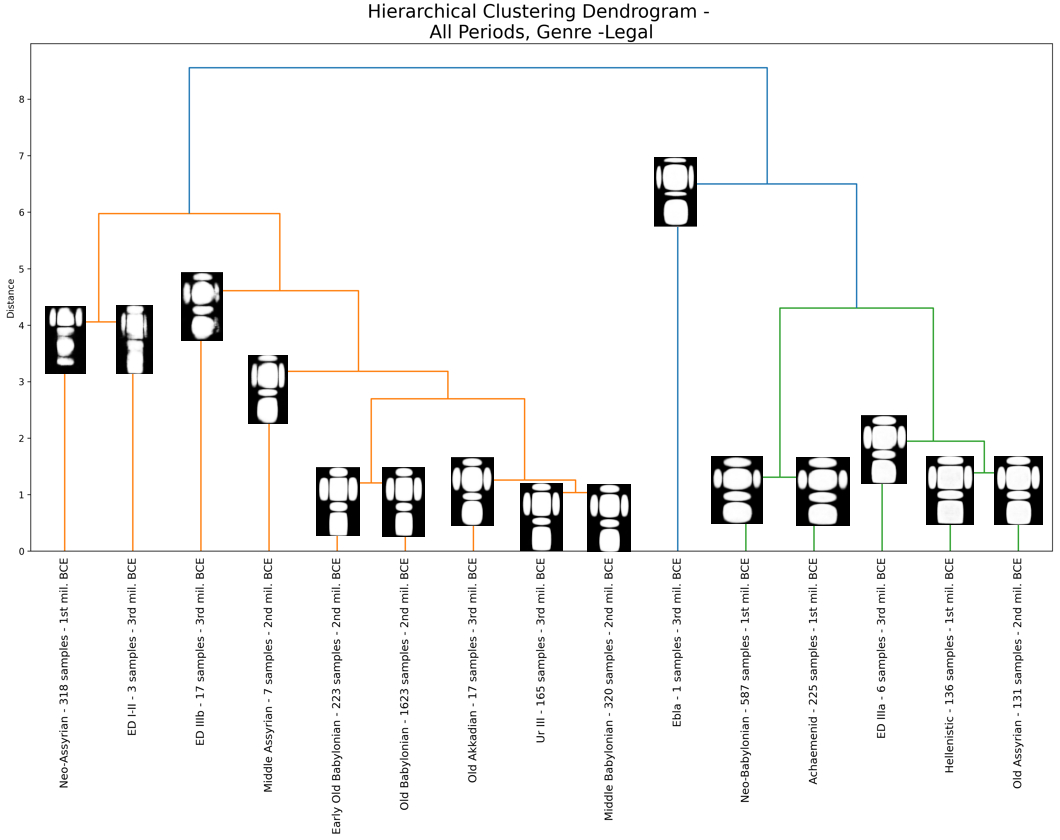 Hierarchical Clustering Dendrogram -
All Periods, Genre -Legal
Distance
8
7
6
5
4
3
2
1
0
Neo-Assyrian - 318 samples - 1st mil. BCE
ED I-II - 3 samples - 3rd mil. BCE
ED IIIb - 17 samples - 3rd mil. BCE
Middle Assyrian - 7 samples - 2nd mil. BCE
Early Old Babylonian - 223 samples - 2nd mil. BCE
Old Babylonian - 1623 samples - 2nd mil. BCE
Old Akkadian - 17 samples - 3rd mil. BCE
Ur III - 165 samples - 3rd mil. BCE
Middle Babylonian - 320 samples - 2nd mil. BCE
Ebla - 1 samples - 3rd mil. BCE
Neo-Babylonian - 587 samples - 1st mil. BCE
Achaemenid - 225 samples - 1st mil. BCE
ED IIIa - 6 samples - 3rd mil. BCE
Hellenistic - 136 samples - 1st mil. BCE
Old Assyrian - 131 samples - 2nd mil. BCE